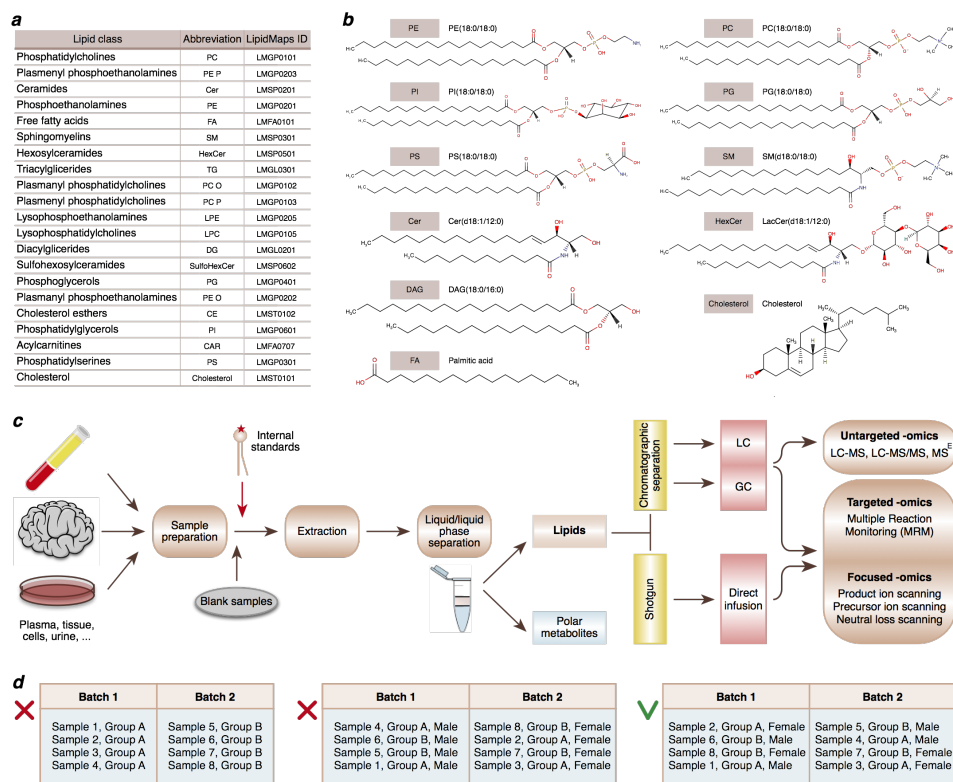 a
Lipid class Abbreviation LipidMaps ID
Phosphatidylcholines PC LMGP0101
Plasmenyl phosphoethanolamines PE P LMGP0203
Ceramides Cer LMSP0201
Phosphoethanolamines PE LMGP0201
Free fatty acids FA LMFA0101
Sphingomyelins SM LMSP0301
Hexosylceramides HexCer LMSP0501
Triacylglicerides TG LMGL0301
Plasmanyl phosphatidylcholines PC O LMGP0102
Plasmenyl phosphatidylcholines PC P LMGP0103
Lysophosphoethanolamines LPE LMGP0205
Lysophosphatidylcholines LPC LMGP0105
Diacylglicerides DG LMGL0201
Sulfohexosylceramides SulfoHexCer LMSP0602
Phosphoglycerols PG LMGP0401
Plasmanyl phosphoethanolamines PE O LMGP0202
Cholesterol esthers CE LMST0102
Phosphatidylglycerols PI LMGP0601
Acylcarnitines CAR LMFA0707
Phosphatidylserines PS LMGP0301
Cholesterol Cholesterol LMST0101
b
PE PE(18:0/18:0)
PC PC(18:0/18:0)
PI PI(18:0/18:0)
PG PG(18:0/18:0)
PS PS(18:0/18:0)
SM SM(d18:0/18:0)
Cer Cer(d18:1/12:0)
HexCer LacCer(d18:1/12:0)
DAG DAG(18:0/16:0)
Cholesterol Cholesterol
FA Palmitic acid
c
Internal
standards
Sample
preparation
Extraction
Liquid/liquid
phase
separation
Blank samples
Plasma, tissue,
cells, urine, ...
Lipids
Polar
metabolites
Chromatographic
separation
Shotgun
LC
GC
Direct
infusion
Untargeted -omics
LC-MS, LC-MS/MS, MS^E
Targeted -omics
Multiple Reaction
Monitoring (MRM)
Focused -omics
Product ion scanning
Precursor ion scanning
Neutral loss scanning
d
Batch 1 Batch 2
Sample 1, Group A Sample 5, Group B
Sample 2, Group A Sample 6, Group B
Sample 3, Group A Sample 7, Group B
Sample 4, Group A Sample 8, Group B
Batch 1 Batch 2
Sample 4, Group A, Male Sample 8, Group B, Female
Sample 6, Group B, Male Sample 2, Group A, Female
Sample 5, Group B, Male Sample 7, Group B, Female
Sample 1, Group A, Male Sample 3, Group A, Female
Batch 1 Batch 2
Sample 2, Group A, Female Sample 5, Group B, Male
Sample 6, Group B, Male Sample 4, Group A, Male
Sample 8, Group B, Female Sample 7, Group B, Female
Sample 1, Group A, Male Sample 3, Group A, Female